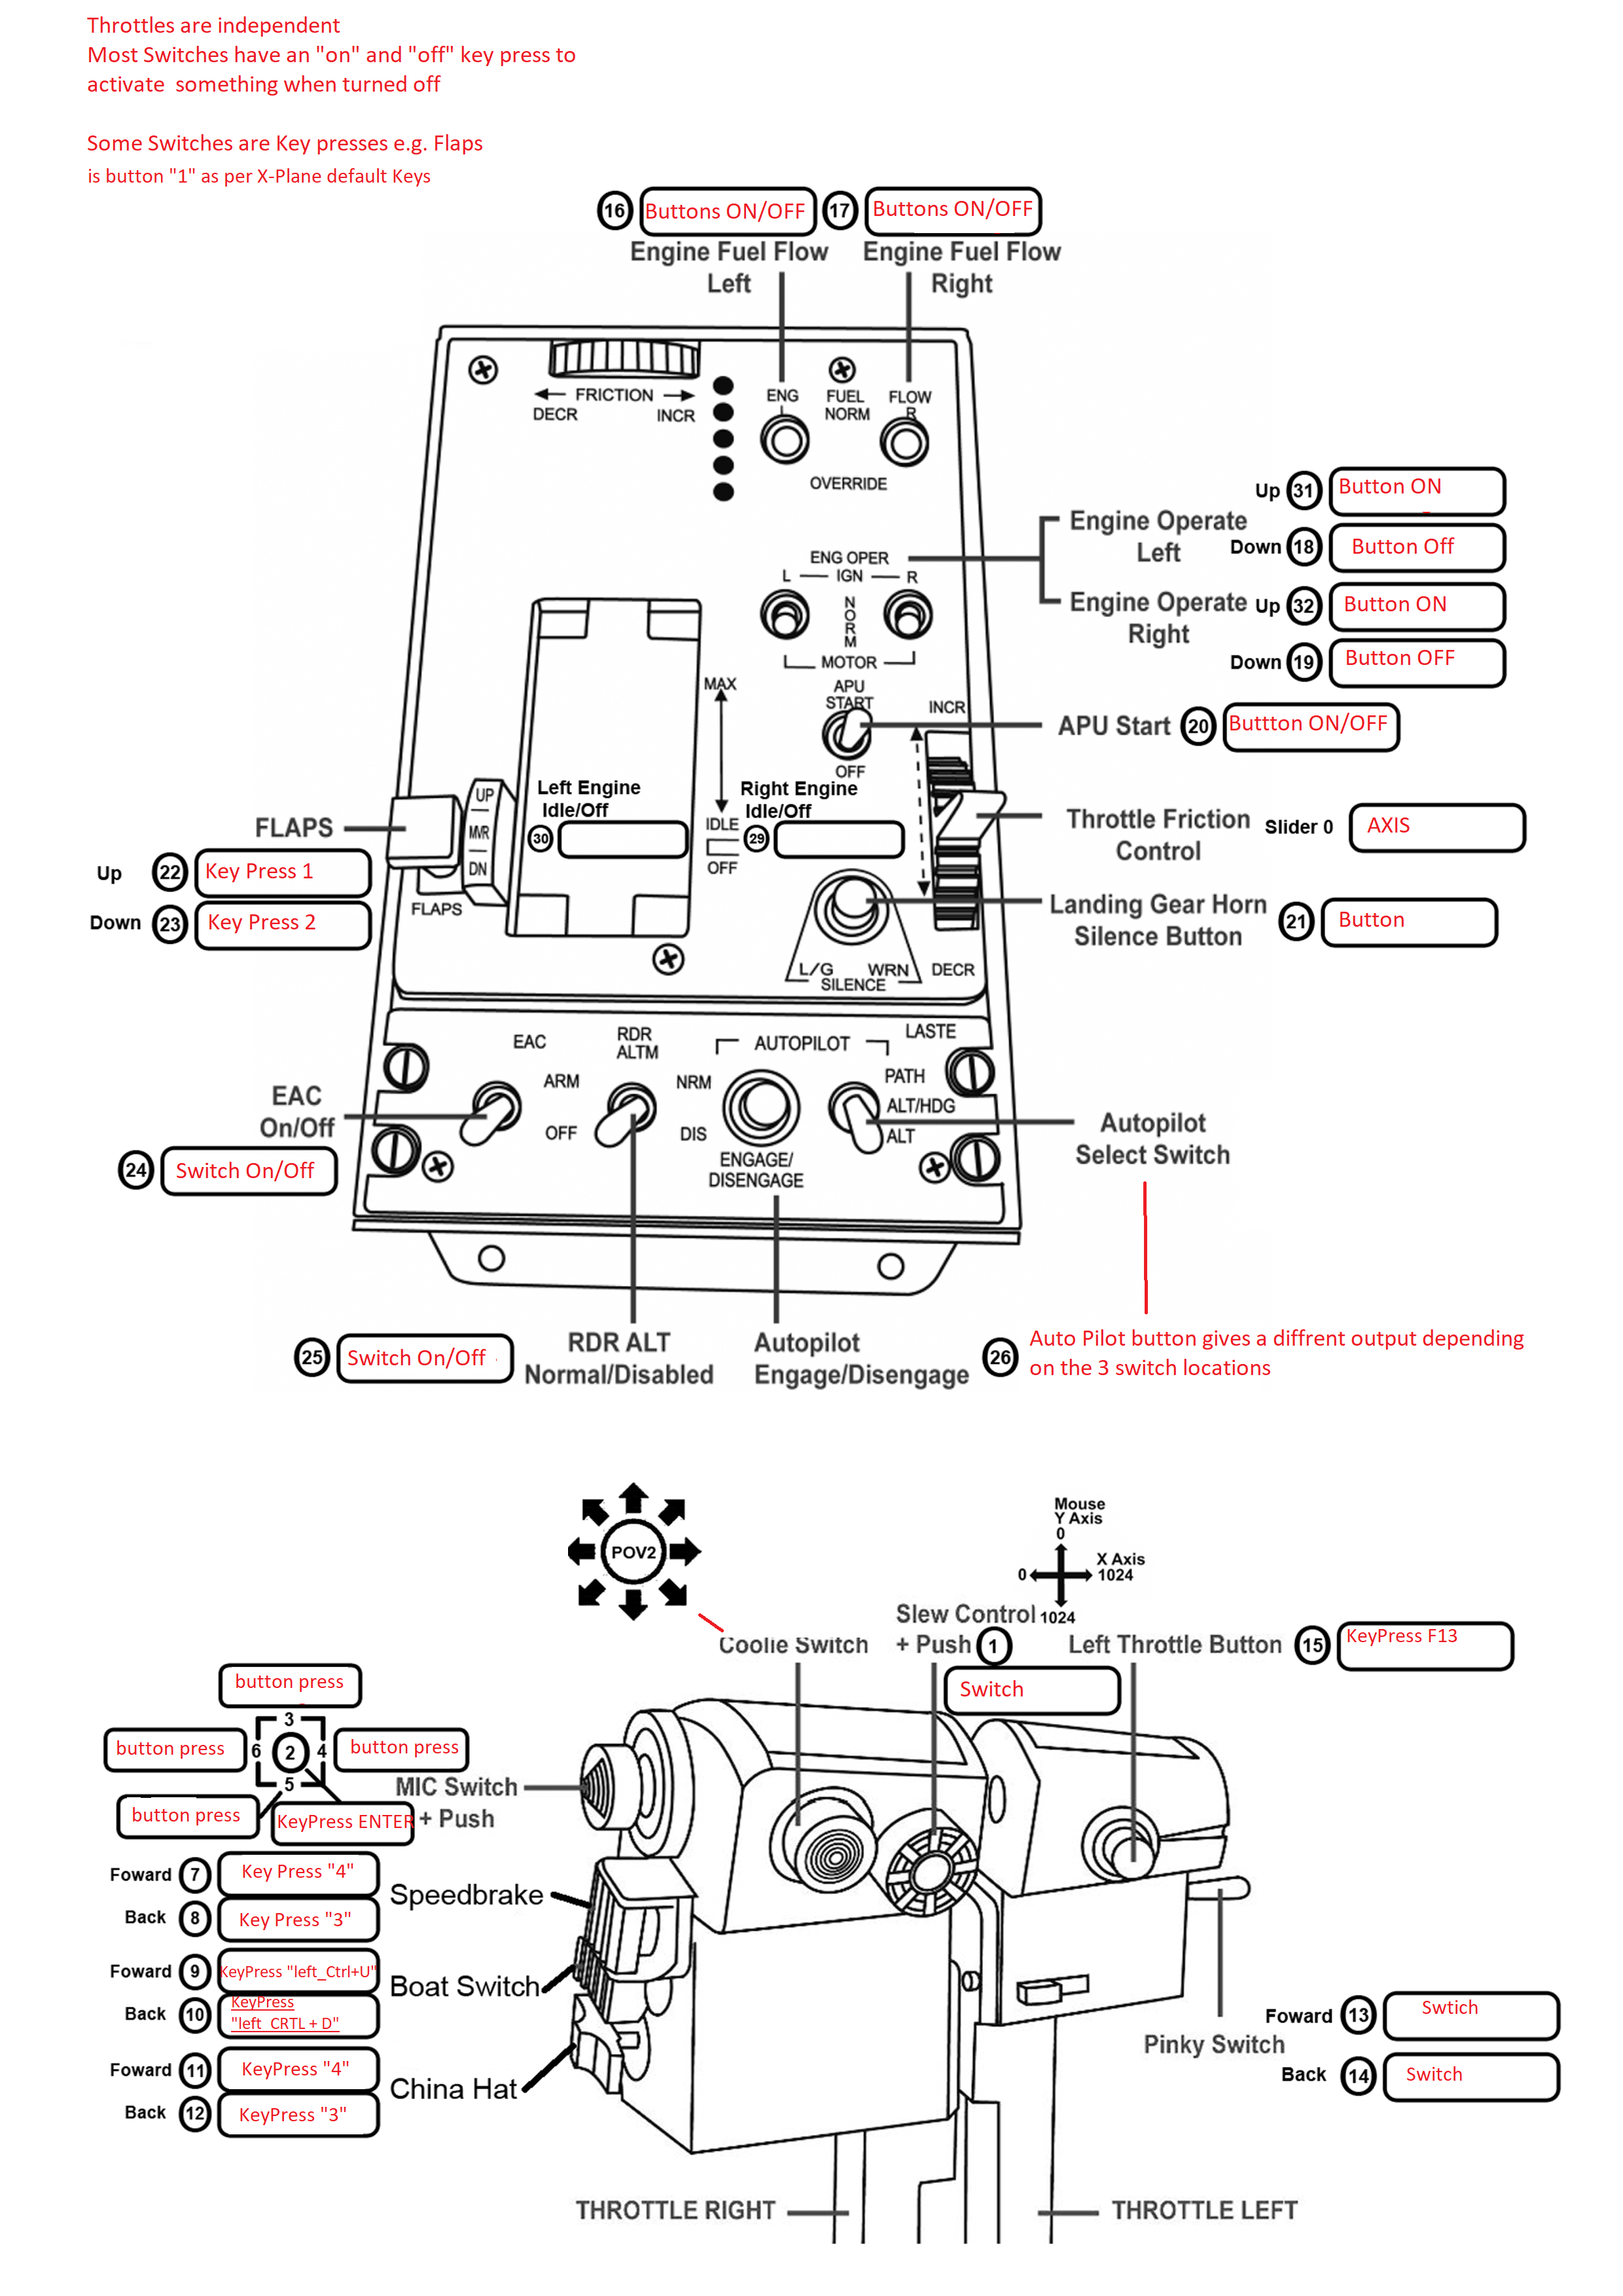 Throttles are independent
Most Switches have an "on" and "off" key press to
activate something when turned off
Some Switches are Key presses e.g. Flaps
is button "1" as per X-Plane default Keys
16 Buttons ON/OFF 17 Buttons ON/OFF
Engine Fuel Flow Left
Engine Fuel Flow Right
FRICTION
DECR INCR
ENG L
FUEL NORM
FLOW R
OVERRIDE
Up 31 Button ON
Engine Operate Left
Down 18 Button Off
ENG OPER
L IGN R
NORM
MOTOR
Engine Operate Right
Up 32 Button ON
Down 19 Button OFF
MAX
APU START
INCR
APU Start 20 Buttton ON/OFF
OFF
Left Engine
Idle/Off
30
Right Engine
Idle/Off
29
IDLE
OFF
FLAPS
UP
MVR
DN
FLAPS
Up 22 Key Press 1
Down 23 Key Press 2
Throttle Friction
Control
Slider 0 AXIS
Landing Gear Horn
Silence Button
21 Button
L/G WRN
SILENCE
DECR
EAC
RDR
ALTM
AUTOPILOT
LASTE
ARM
NRM
PATH
ALT/HDG
ALT
OFF
DIS
ENGAGE/
DISENGAGE
EAC
On/Off
24 Switch On/Off
Autopilot
Select Switch
25 Switch On/Off
RDR ALT
Normal/Disabled
Autopilot
Engage/Disengage
26 Auto Pilot button gives a diffrent output depending
on the 3 switch locations
POV2
Mouse
Y Axis
0
X Axis
0 1024
1024
Coolie Switch
Slew Control
+ Push 1
Switch
Left Throttle Button 15 KeyPress F13
button press
3
button press 6 2 4 button press
5
button press
KeyPress ENTER
MIC Switch
+ Push
Foward 7 Key Press "4"
Back 8 Key Press "3"
Speedbrake
Foward 9 KeyPress "left_Ctrl+U"
Back 10 KeyPress
"left_CRTL + D"
Boat Switch
Foward 11 KeyPress "4"
Back 12 KeyPress "3"
China Hat
Pinky Switch
Foward 13 Swtich
Back 14 Switch
THROTTLE RIGHT
THROTTLE LEFT